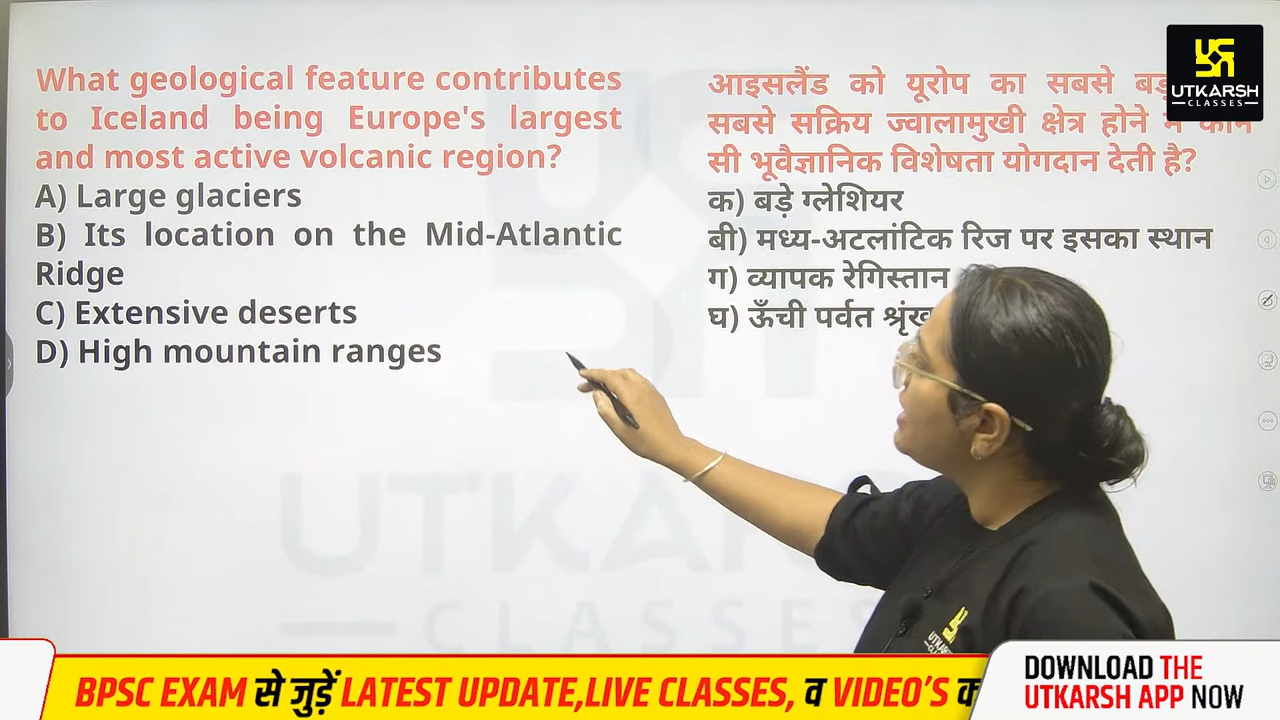 What geological feature contributes
to Iceland being Europe's largest
and most active volcanic region?
A) Large glaciers
B) Its location on the Mid-Atlantic
Ridge
C) Extensive deserts
D) High mountain ranges
आइसलैंड को यूरोप का सबसे
सबसे सक्रिय ज्वालामुखी क्षेत्र होने
सी भूवैज्ञानिक विशेषता योगदान देती है?
क) बड़े ग्लेशियर
बी) मध्य-अटलांटिक रिज पर इसका स्थान
ग) व्यापक रेगिस्तान
घ) ऊँची पर्वत
UTKARSH
CLASSES
UTKARSH
CLASSES
BPSC EXAM से जुड़ें LATEST UPDATE,LIVE CLASSES, व VIDEO'S
DOWNLOAD THE
UTKARSH APP NOW